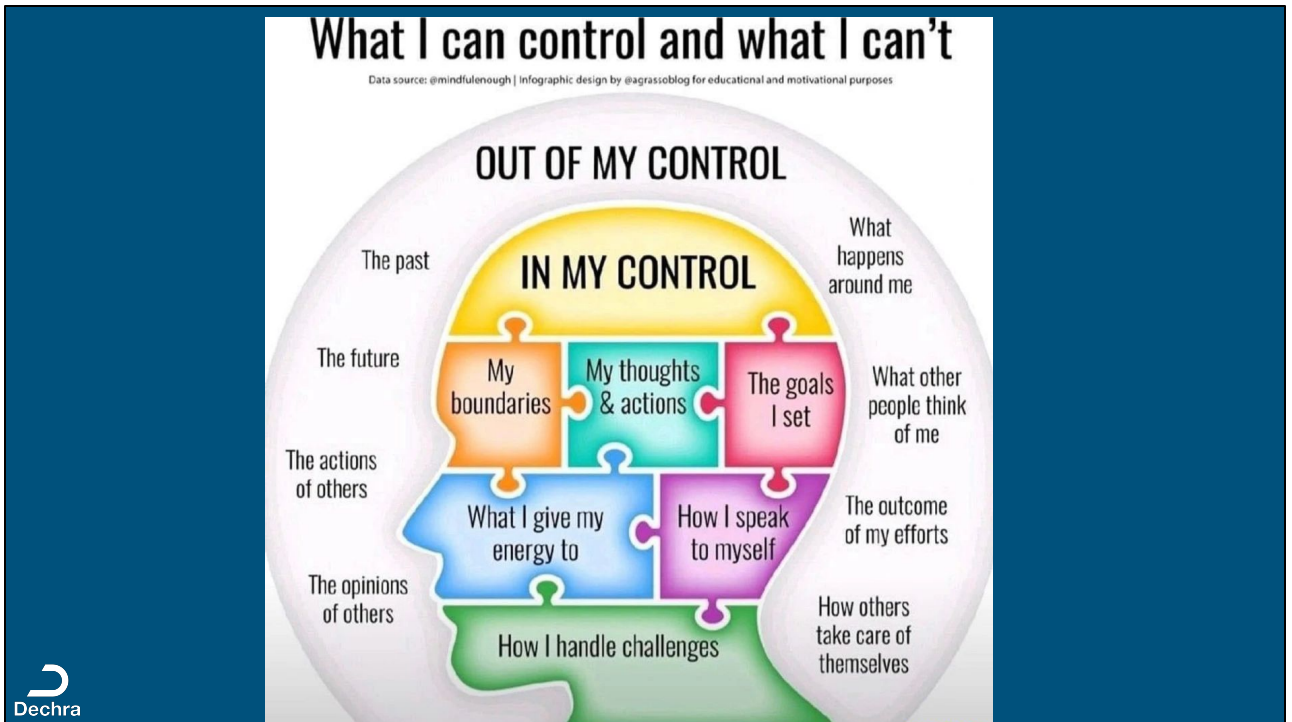 What I can control and what I can't
Data source: @mindfulenough | Infographic design by @agrassoblog for educational and motivational purposes
OUT OF MY CONTROL
The past
The future
The actions
of others
The opinions
of others
IN MY CONTROL
My
boundaries
My thoughts
& actions
The goals
I set
What I give my
energy to
How I speak
to myself
How I handle challenges
What
happens
around me
What other
people think
of me
The outcome
of my efforts
How others
take care of
themselves
Dechra